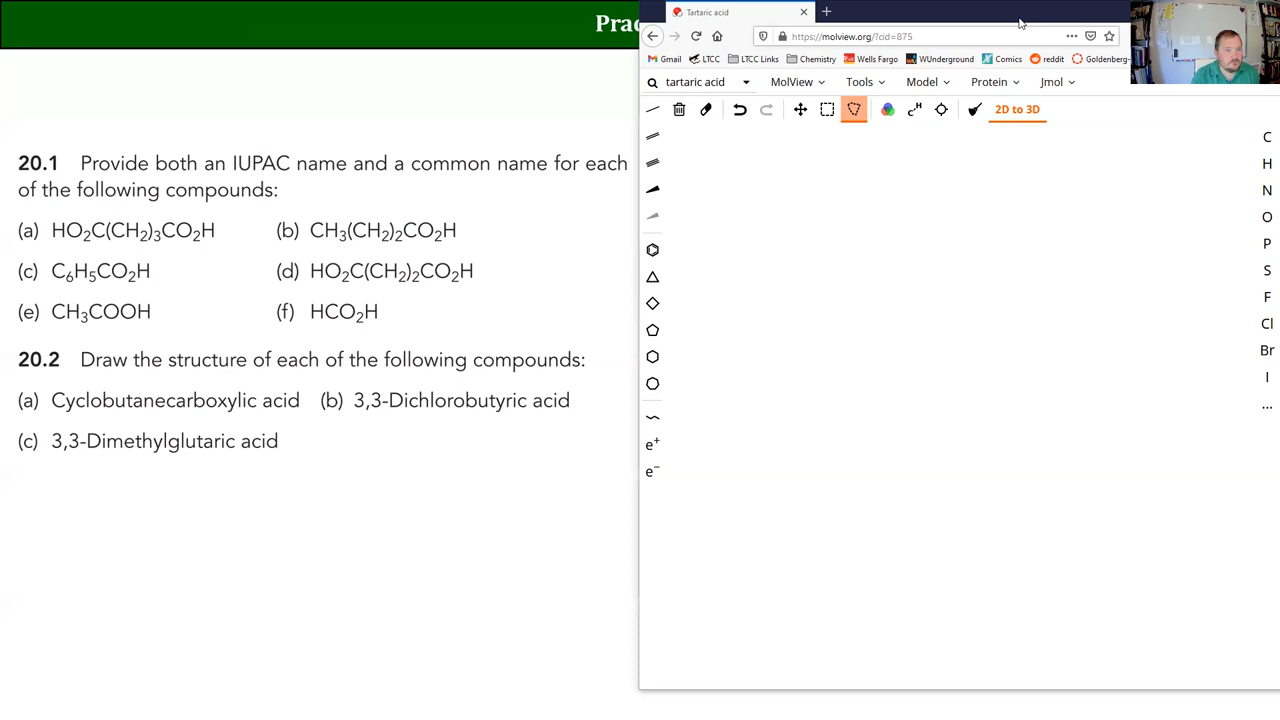 Prac
Tartaric acid
https://molview.org/?cid=875
Gmail LTCC LTCC Links Chemistry Wells Fargo WUnderground Comics reddit Goldenberg-
tartaric acid MolView Tools Model Protein Jmol
2D to 3D
20.1 Provide both an IUPAC name and a common name for each
of the following compounds:
(a) HO₂C(CH₂)₃CO₂H (b) CH₃(CH₂)₂CO₂H
(c) C₆H₅CO₂H (d) HO₂C(CH₂)₂CO₂H
(e) CH₃COOH (f) HCO₂H
20.2 Draw the structure of each of the following compounds:
(a) Cyclobutanecarboxylic acid (b) 3,3-Dichlorobutyric acid
(c) 3,3-Dimethylglutaric acid
e⁺
e⁻
C
H
N
O
P
S
F
Cl
Br
I
...